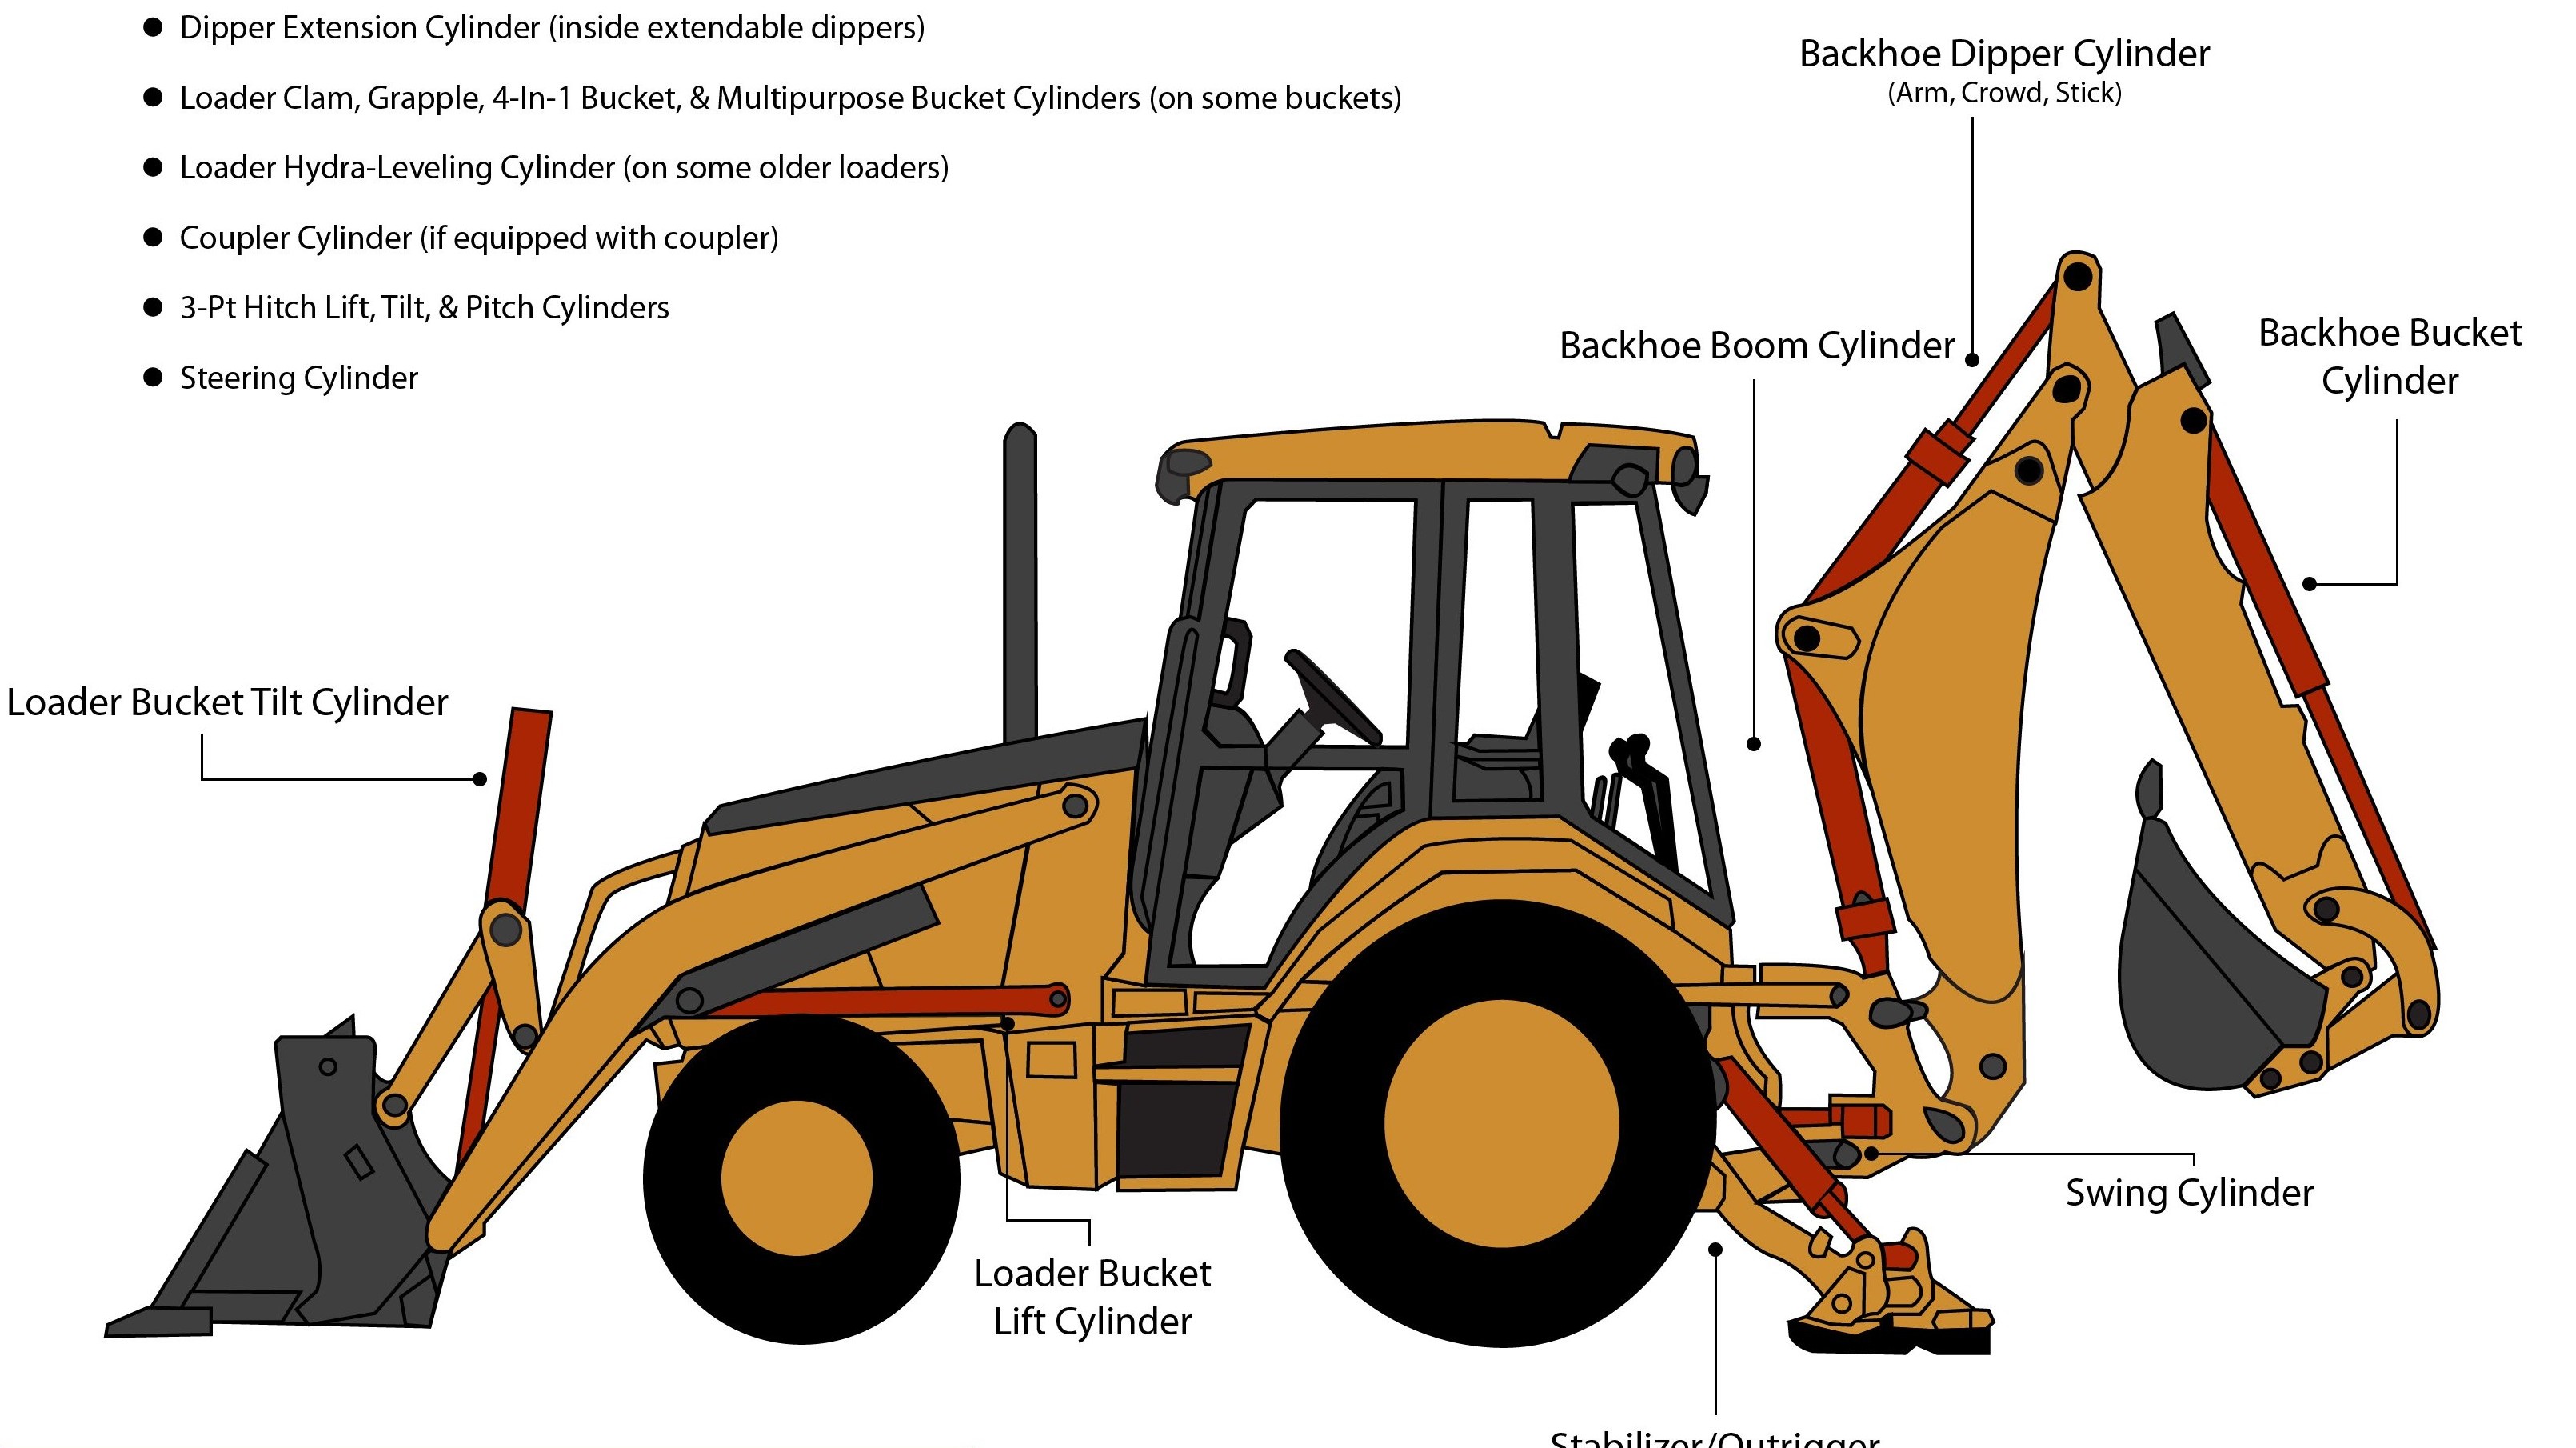 Dipper Extension Cylinder (inside extendable dippers)
Loader Clam, Grapple, 4-In-1 Bucket, & Multipurpose Bucket Cylinders (on some buckets)
Loader Hydra-Leveling Cylinder (on some older loaders)
Coupler Cylinder (if equipped with coupler)
3-Pt Hitch Lift, Tilt, & Pitch Cylinders
Steering Cylinder
Backhoe Dipper Cylinder
(Arm, Crowd, Stick)
Backhoe Boom Cylinder
Backhoe Bucket
Cylinder
Loader Bucket Tilt Cylinder
Swing Cylinder
Loader Bucket
Lift Cylinder
Stabilizer/Outrigger